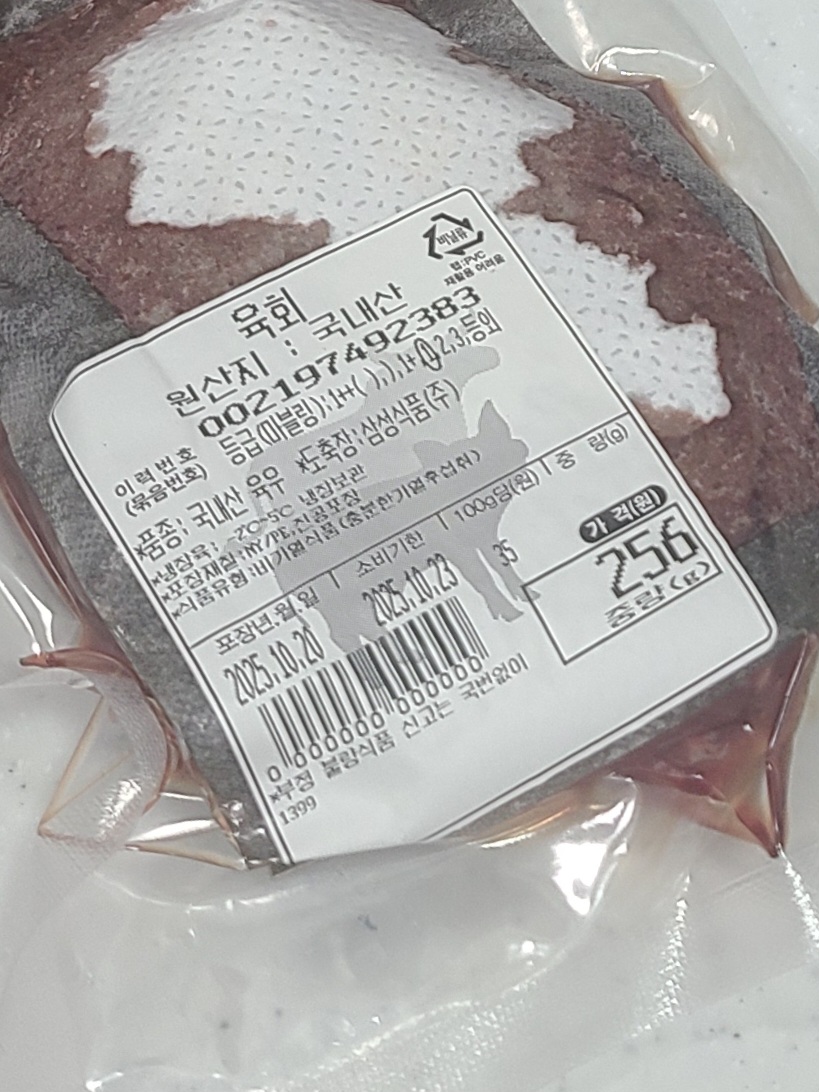 비닐류
랩:PVC
재활용 어려움
육회
원산지 : 국내산
이력번호
(묶음번호)
002197492383
등급(마블링):1++( ),1+,1,2,3,등외
*품종: 국내산 육우 *도축장:삼성식품(주)
*냉장육: -2℃~5℃ 냉장보관
*포장재질:NY/PE,진공포장
*식품유형:비가열식품(충분한가열후섭취)
포장년.월.일 소비기한 100g당(원) 중 량(g)
2025.10.20 2025.10.23 35
가 격(원)
256
중량(g)
0 000000 000000
*부정 불량식품 신고는 국번없이
1399